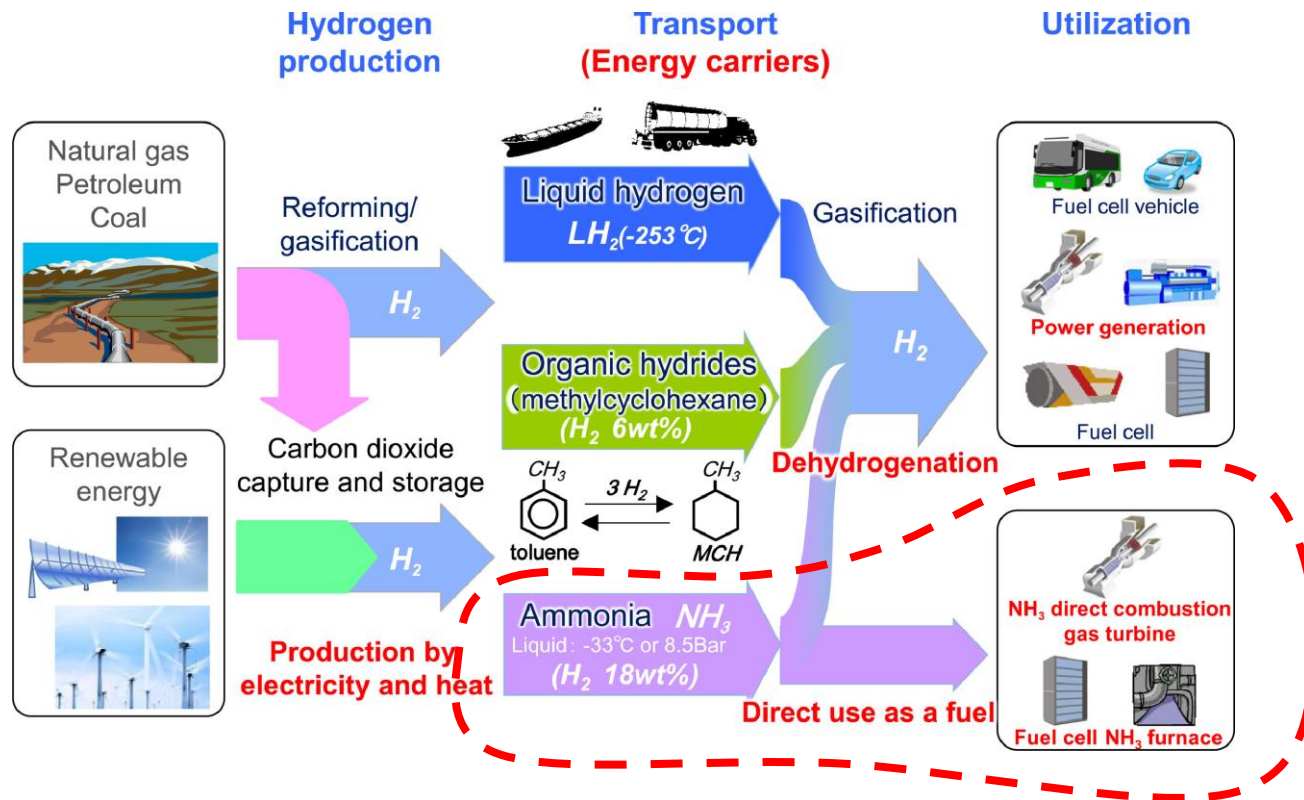 Hydrogen
production
Transport
(Energy carriers)
Utilization
Natural gas
Petroleum
Coal
Reforming/
gasification
H₂
Carbon dioxide
capture and storage
Renewable
energy
H₂
Production by
electricity and heat
Liquid hydrogen
LH₂(-253℃)
Organic hydrides
(methylcyclohexane)
(H₂ 6wt%)
CH₃
3H₂
CH₃
toluene
MCH
Ammonia NH₃
Liquid: -33℃ or 8.5Bar
(H₂ 18wt%)
Gasification
H₂
Dehydrogenation
Direct use as a fuel
Fuel cell vehicle
Power generation
Fuel cell
NH₃ direct combustion
gas turbine
Fuel cell NH₃ furnace